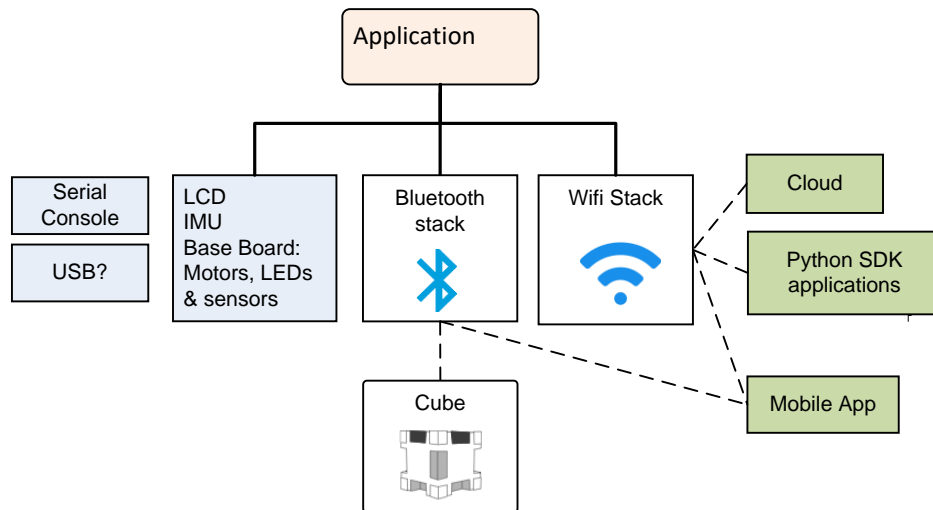 Application
Serial
Console
USB?
LCD
IMU
Base Board:
Motors, LEDs
& sensors
Bluetooth
stack
Wifi Stack
Cloud
Python SDK
applications
Mobile App
Cube